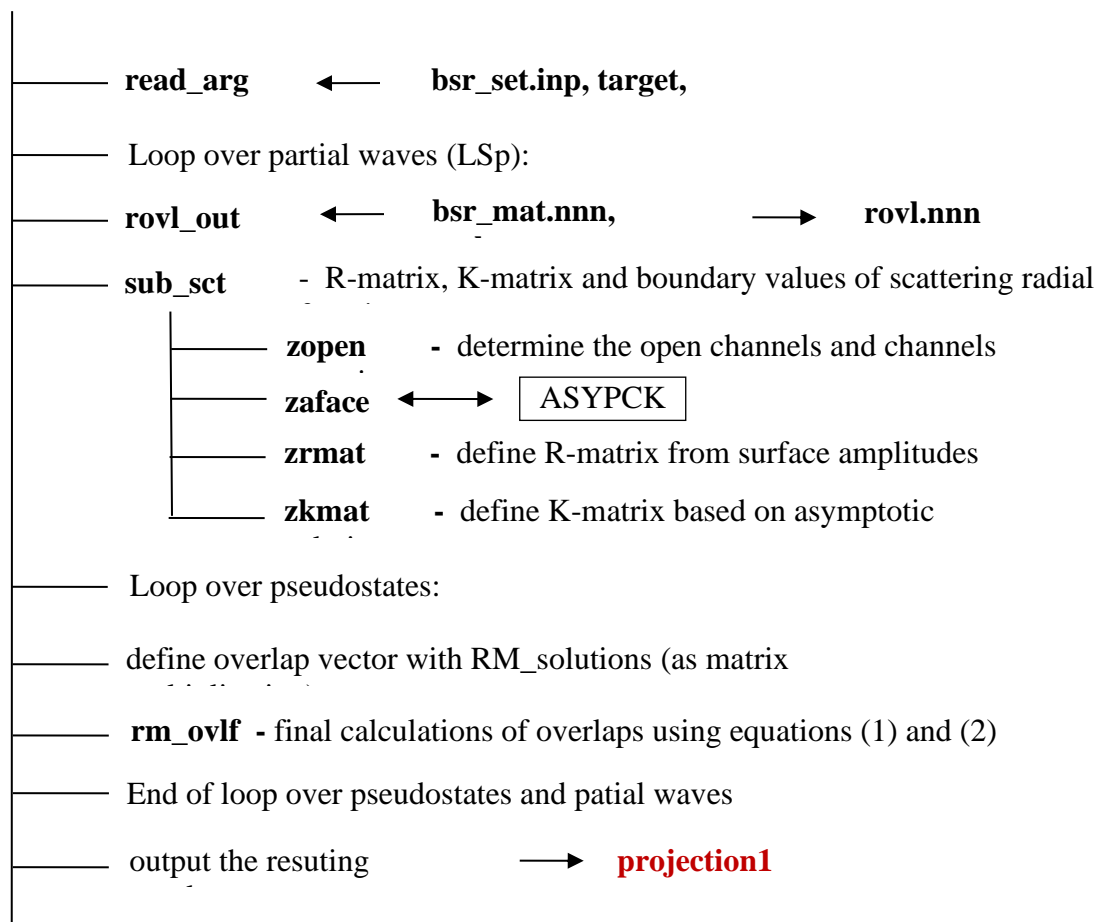 read_arg bsr_set.inp, target,
Loop over partial waves (LSp):
rovl_out bsr_mat.nnn, rovl.nnn
sub_sct - R-matrix, K-matrix and boundary values of scattering radial
zopen - determine the open channels and channels
zaface ASYPCK
zrmat - define R-matrix from surface amplitudes
zkmat - define K-matrix based on asymptotic
Loop over pseudostates:
define overlap vector with RM_solutions (as matrix
rm_ovlf - final calculations of overlaps using equations (1) and (2)
End of loop over pseudostates and patial waves
output the resuting projection1